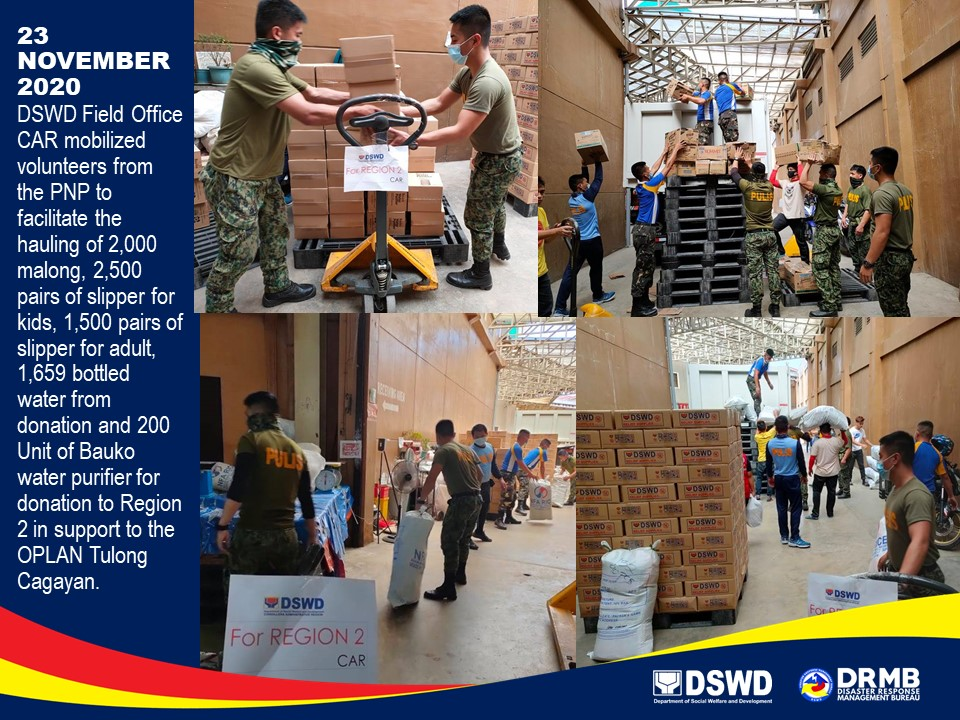 23
NOVEMBER
2020
DSWD Field Office
CAR mobilized
volunteers from
the PNP to
facilitate the
hauling of 2,000
malong, 2,500
pairs of slipper for
kids, 1,500 pairs of
slipper for adult,
1,659 bottled
water from
donation and 200
Unit of Bauko
water purifier for
donation to Region
2 in support to the
OPLAN Tulong
Cagayan.
DSWD
For REGION 2
CAR
PULIS
PULIS
DSWD
For REGION 2
CAR
DSWD
DSWD
DSWD
DSWD
DSWD
Department of Social Welfare and Development
DRMB
DISASTER RESPONSE
MANAGEMENT BUREAU